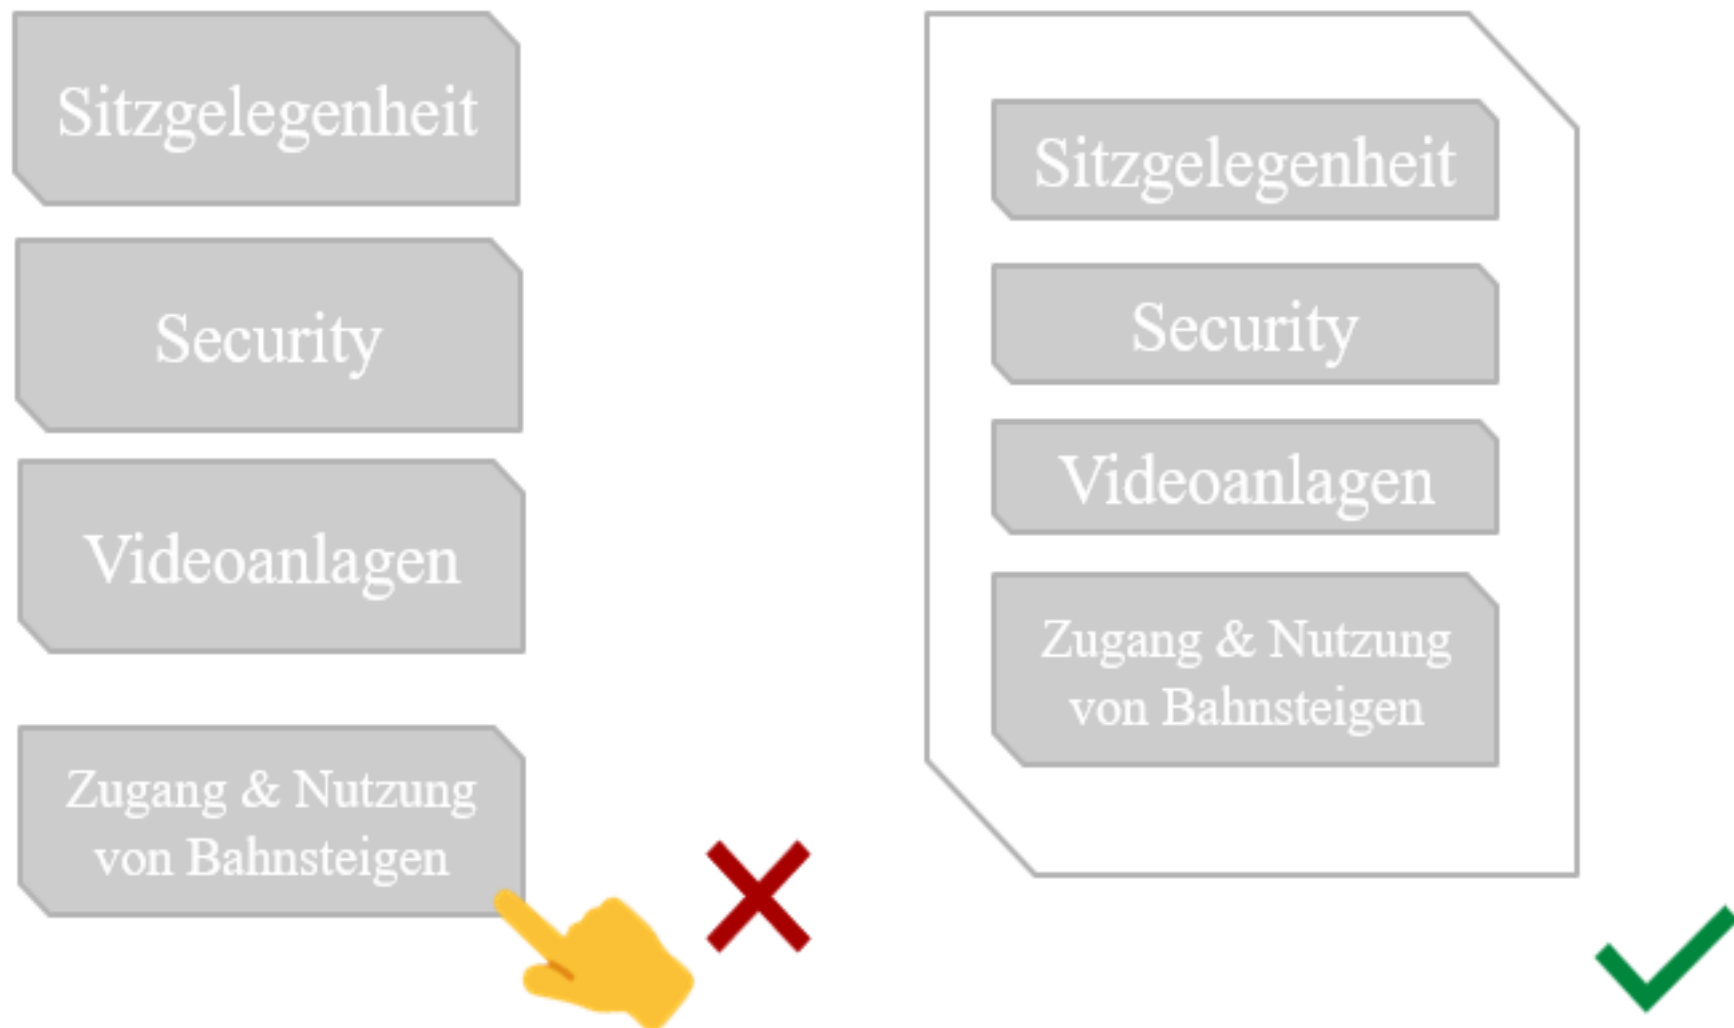 Sitzgelegenheit
Security
Videoanlagen
Zugang & Nutzung
von Bahnsteigen
Sitzgelegenheit
Security
Videoanlagen
Zugang & Nutzung
von Bahnsteigen